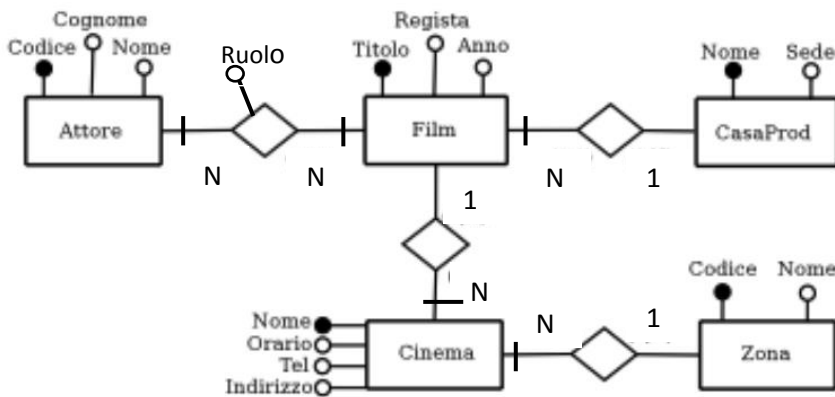 Cognome
Codice
Nome
Ruolo
Attore
N
N
Regista
Titolo
Anno
Film
N
1
Nome
Sede
CasaProd
1
N
Nome
Orario
Tel
Indirizzo
Cinema
N
1
Codice
Nome
Zona